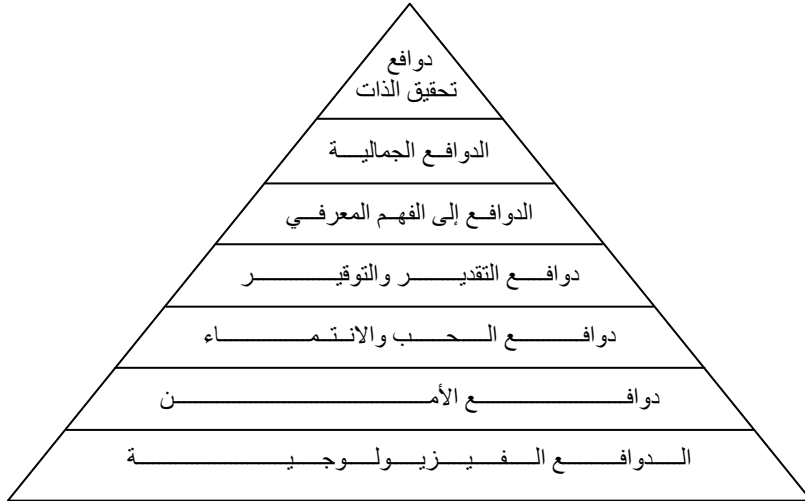 دوافع
تحقيق الذات
الدوافع الجمالية
الدوافع إلى الفهم المعرفي
دوافع التقدير والتوقير
دوافع الحب والانتماء
دوافع الأمن
الدوافع الفيزيولوجية